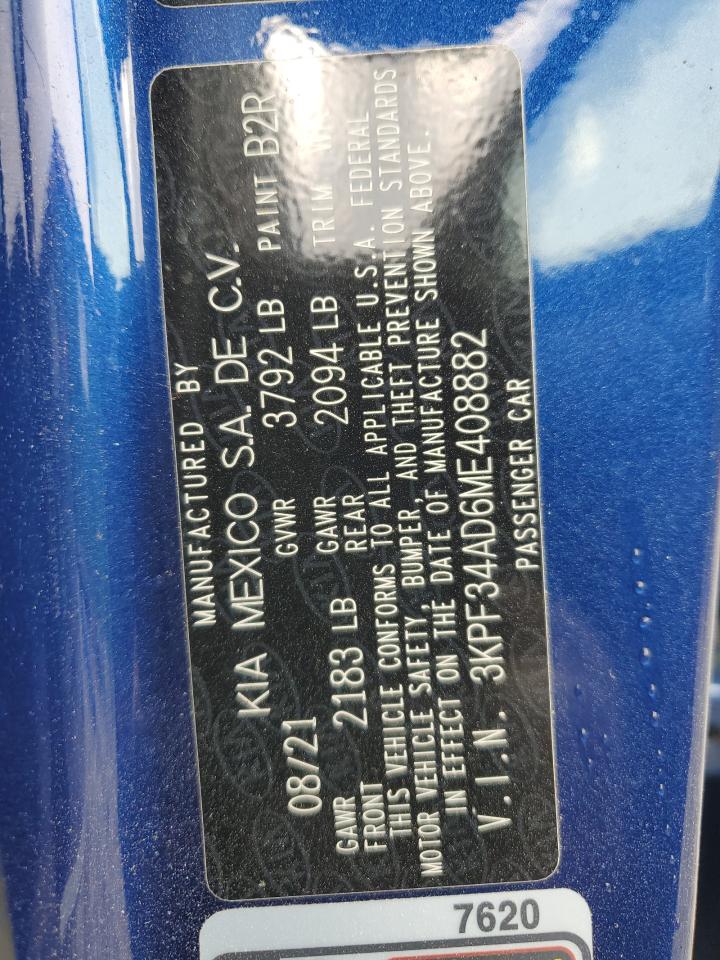 MANUFACTURED BY
KIA MEXICO S.A. DE C.V.
08/21 GVWR 3792 LB PAINT B2R
GAWR FRONT 2183 LB GAWR REAR 2094 LB TRIM
THIS VEHICLE CONFORMS TO ALL APPLICABLE U.S.A. FEDERAL
MOTOR VEHICLE SAFETY, BUMPER, AND THEFT PREVENTION STANDARDS
IN EFFECT ON THE DATE OF MANUFACTURE SHOWN ABOVE.
V.I.N. 3KPF34AD6ME408882
PASSENGER CAR
7620